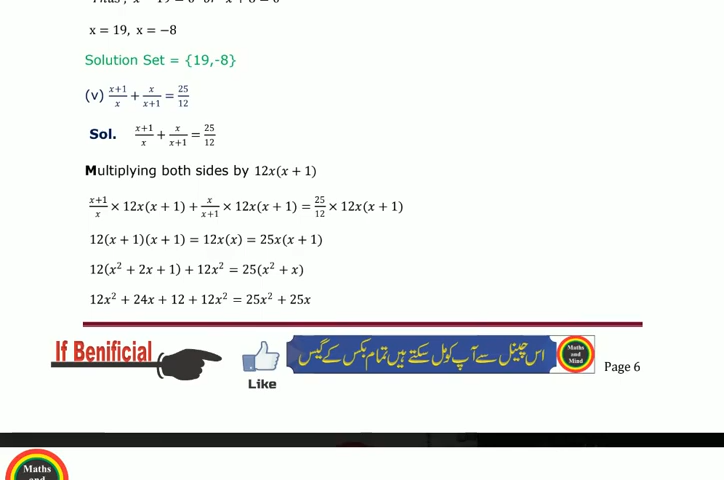 x = 19, x = −8
Solution Set = {19,-8}
(v) (x+1)/x + x/(x+1) = 25/12
Sol. (x+1)/x + x/(x+1) = 25/12
Multiplying both sides by 12x(x + 1)
(x+1)/x × 12x(x + 1) + x/(x+1) × 12x(x + 1) = 25/12 × 12x(x + 1)
12(x + 1)(x + 1) = 12x(x) = 25x(x + 1)
12(x² + 2x + 1) + 12x² = 25(x² + x)
12x² + 24x + 12 + 12x² = 25x² + 25x
If Benificial
Like
اس چینل سے آپ کو مل سکتے ہیں تمام بکس کے گیس
Maths
and
Mind
Page 6
Maths
and